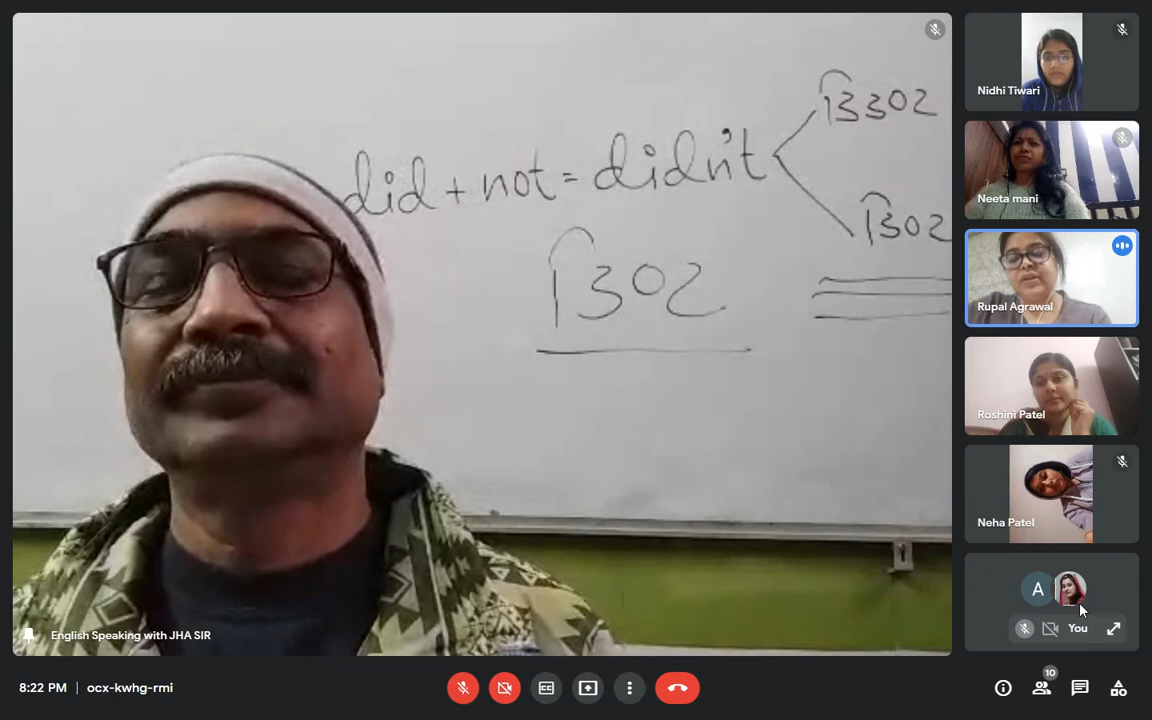 did + not = didn't
English Speaking with JHA SIR
Nidhi Tiwari
Neeta mani
Rupal Agrawal
Roshini Patel
Neha Patel
A
You
8:22 PM | ocx-kwhg-rmi
CC
10